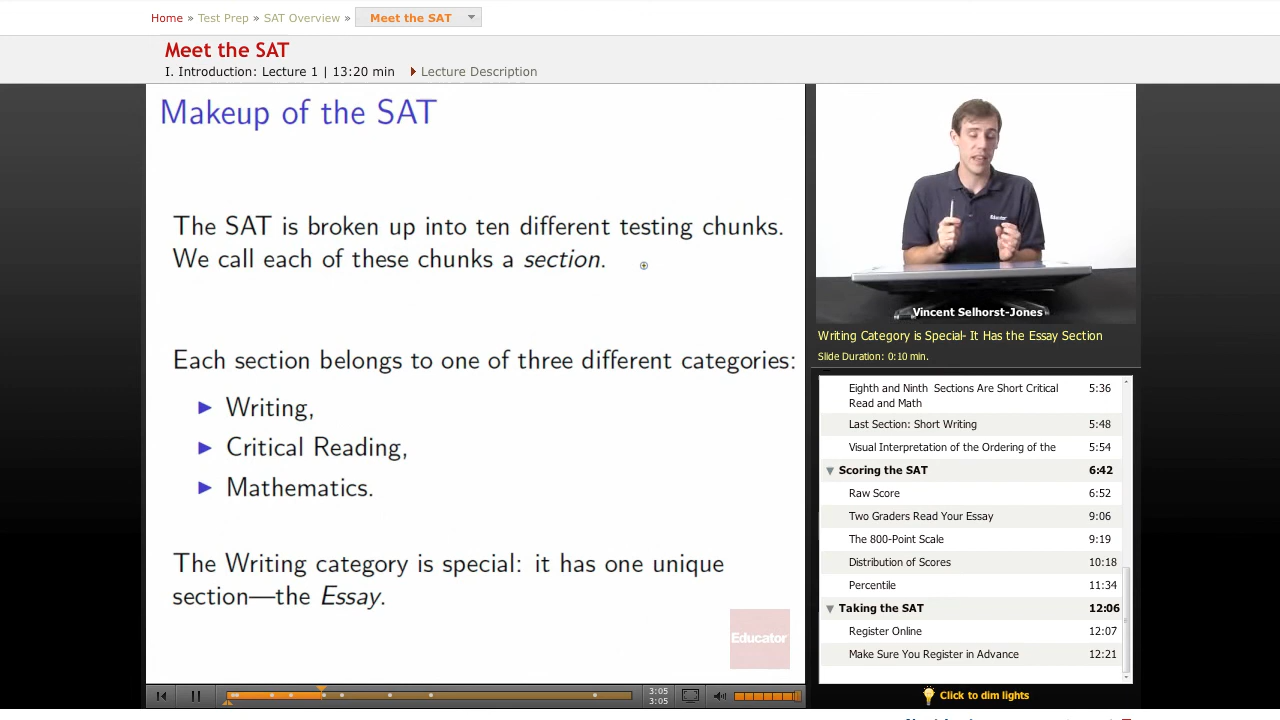 Home » Test Prep » SAT Overview » Meet the SAT
Meet the SAT
I. Introduction: Lecture 1 | 13:20 min Lecture Description
Makeup of the SAT
The SAT is broken up into ten different testing chunks.
We call each of these chunks a section.
Each section belongs to one of three different categories:
Writing,
Critical Reading,
Mathematics.
The Writing category is special: it has one unique
section—the Essay.
Educator
3:05
3:05
Educator
Vincent Selhorst-Jones
Writing Category is Special- It Has the Essay Section
Slide Duration: 0:10 min.
Eighth and Ninth Sections Are Short Critical 5:36
Read and Math
Last Section: Short Writing 5:48
Visual Interpretation of the Ordering of the 5:54
Scoring the SAT 6:42
Raw Score 6:52
Two Graders Read Your Essay 9:06
The 800-Point Scale 9:19
Distribution of Scores 10:18
Percentile 11:34
Taking the SAT 12:06
Register Online 12:07
Make Sure You Register in Advance 12:21
Click to dim lights